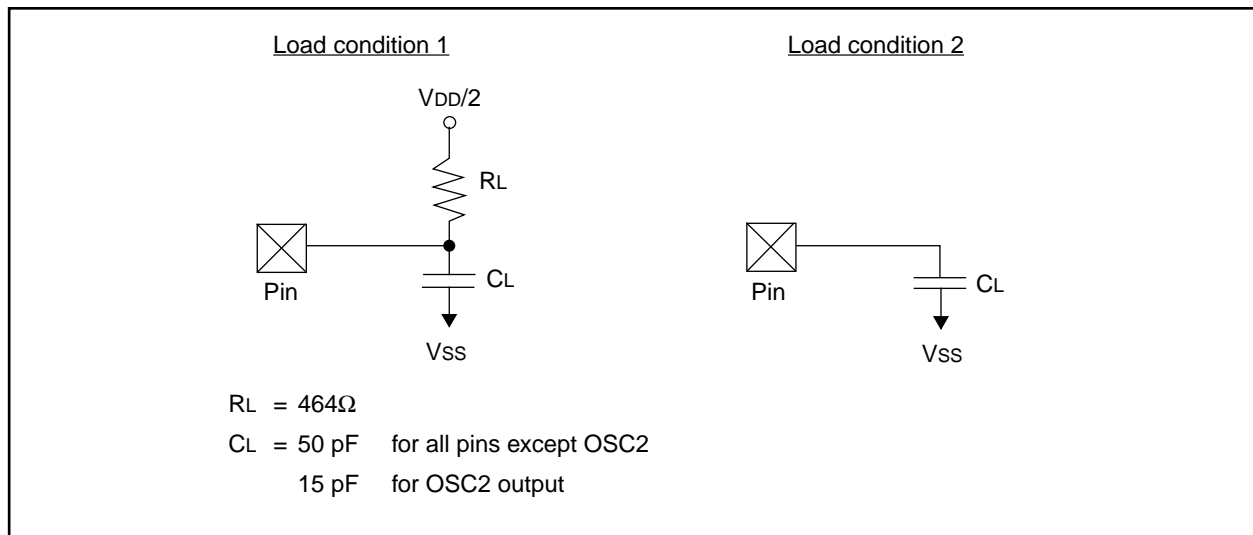 Load condition 1
Load condition 2
VDD/2
RL
Pin
CL
VSS
Pin
CL
VSS
RL = 464Ω
CL = 50 pF for all pins except OSC2
15 pF for OSC2 output